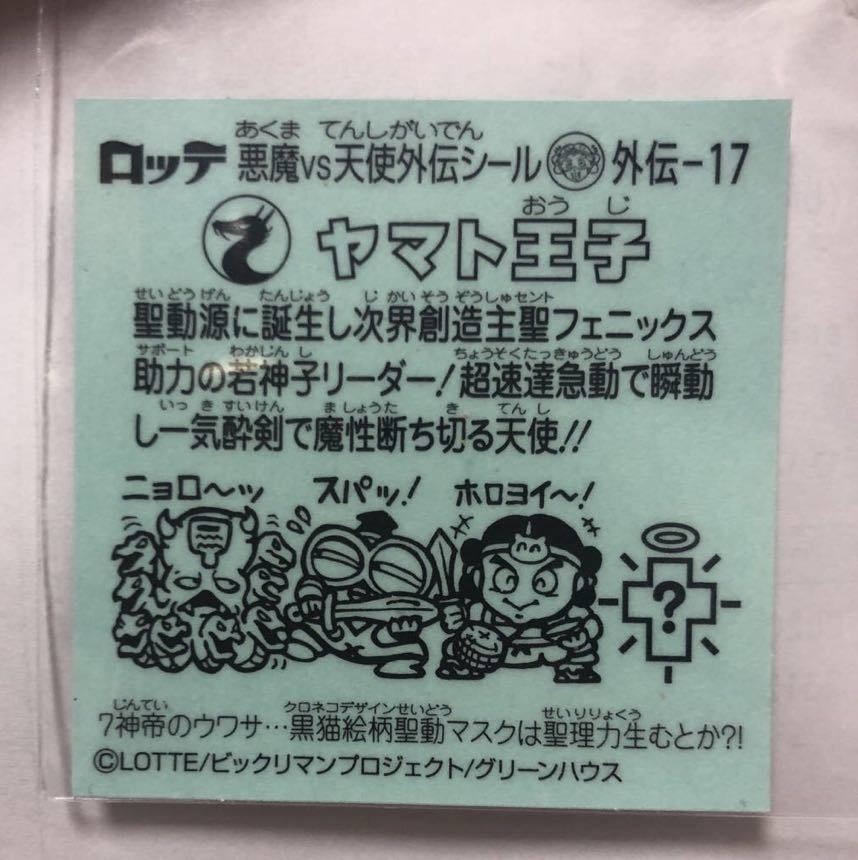 あくま てんしがいでん
ロッテ 悪魔VS天使外伝シール 外伝-17
おうじ
ヤマト王子
せいどうげん たんじょう じかいそうぞうしゅセント
聖動源に誕生し次界創造主聖フェニックス
サポート わかじんし ちょうそくたっきゅうどう しゅんどう
助力の若神子リーダー!超速達急動で瞬動
いっきすいけん ましょうた き てんし
し一気酔剣で魔性断ち切る天使!!
ニョロ〜ッ スパッ! ホロヨイ〜!
?
じんてい クロネコデザインせいどう せいりりょくう
7神帝のウワサ…黒猫絵柄聖動マスクは聖理力生むとか?!
©LOTTE/ビックリマンプロジェクト/グリーンハウス